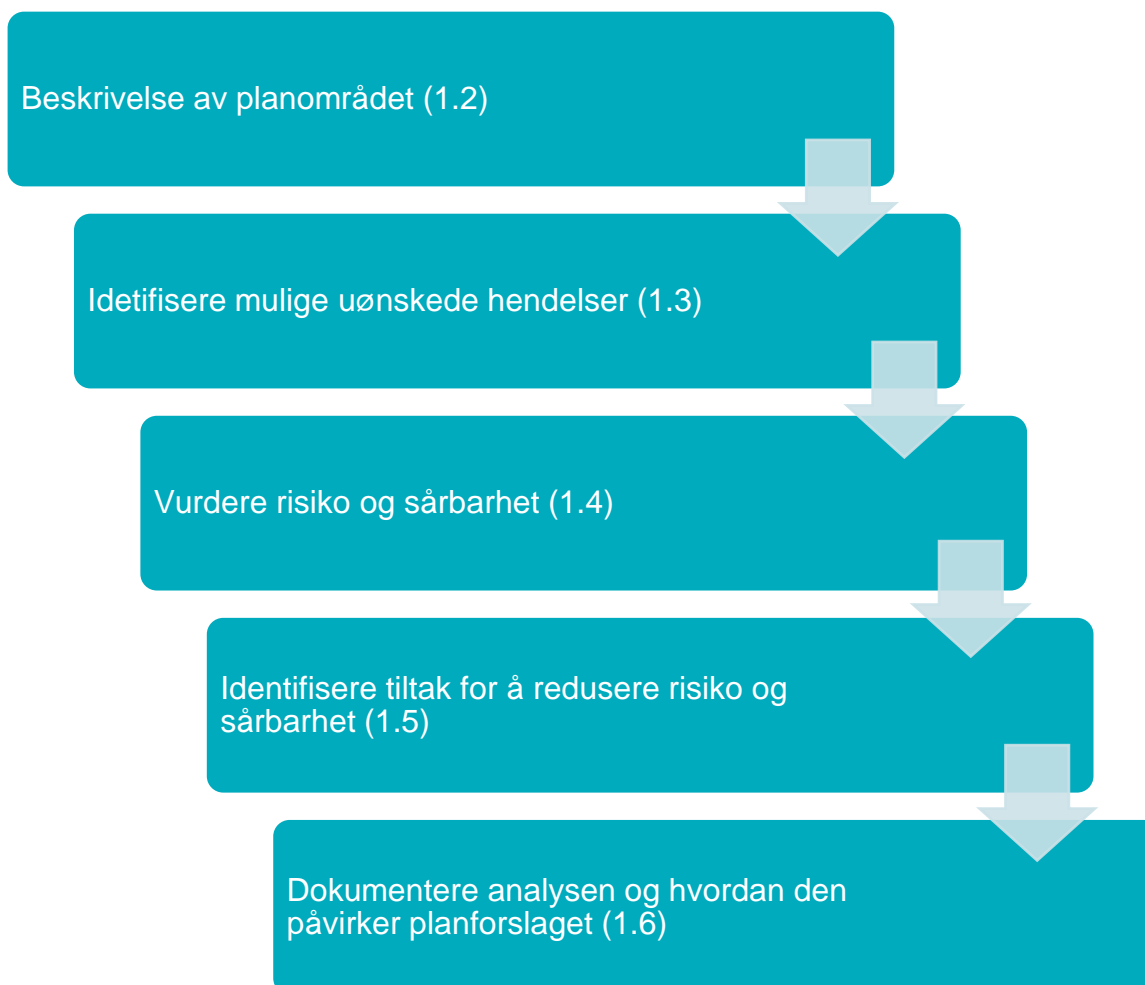 Beskrivelse av planområdet (1.2)
Idetifisere mulige uønskede hendelser (1.3)
Vurdere risiko og sårbarhet (1.4)
Identifisere tiltak for å redusere risiko og
sårbarhet (1.5)
Dokumentere analysen og hvordan den
påvirker planforslaget (1.6)